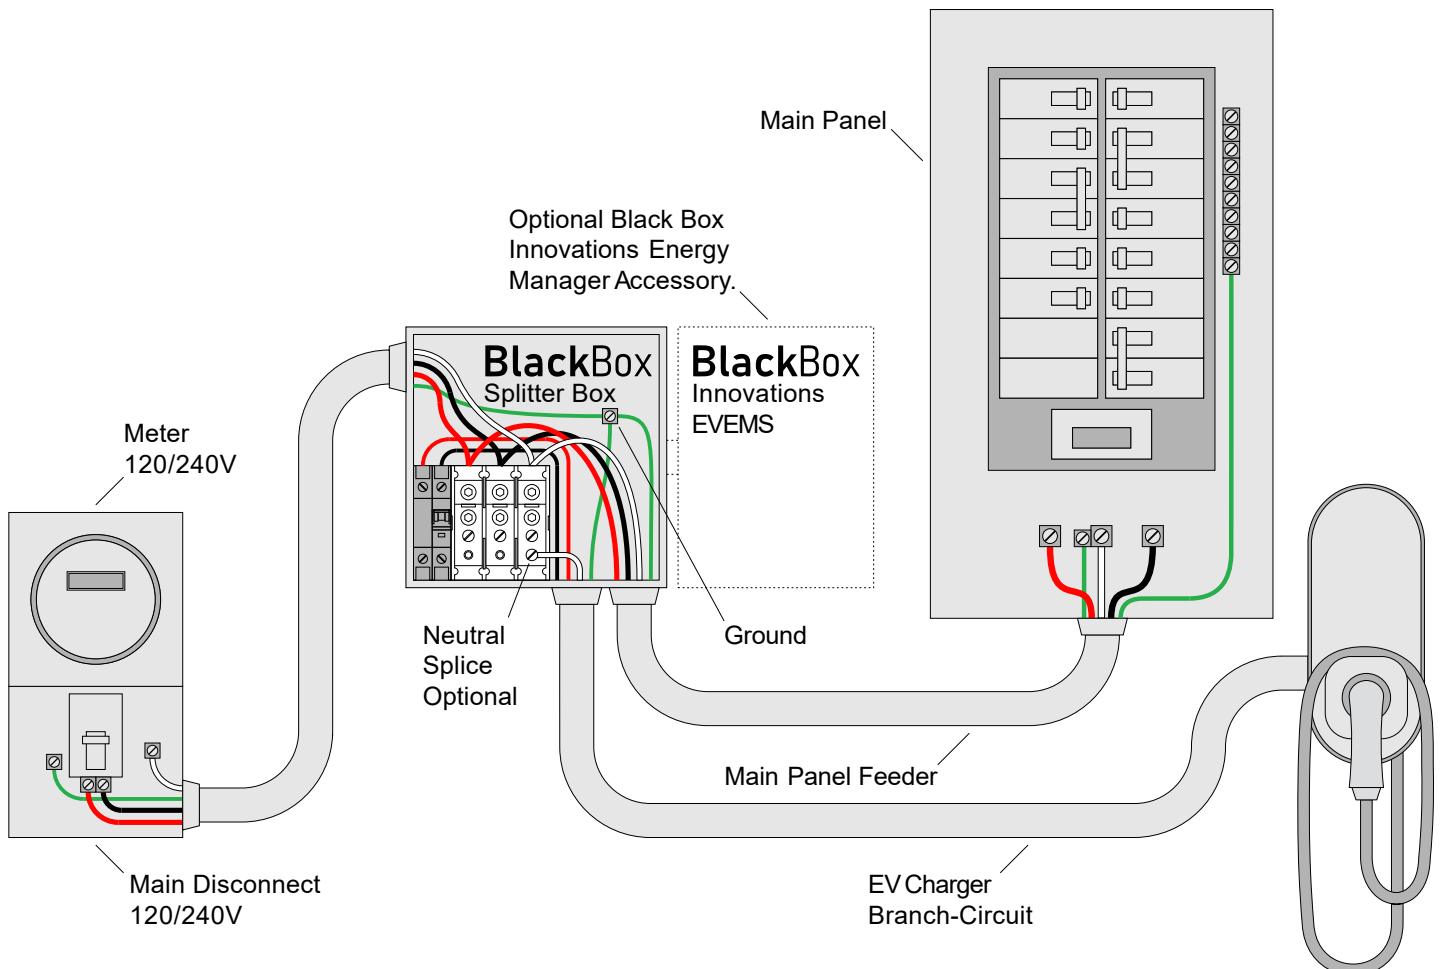 Main Panel
Optional Black Box
Innovations Energy
Manager Accessory.
BlackBox
Splitter Box
BlackBox
Innovations
EVEMS
Meter
120/240V
Neutral
Splice
Optional
Ground
Main Panel Feeder
Main Disconnect
120/240V
EV Charger
Branch-Circuit